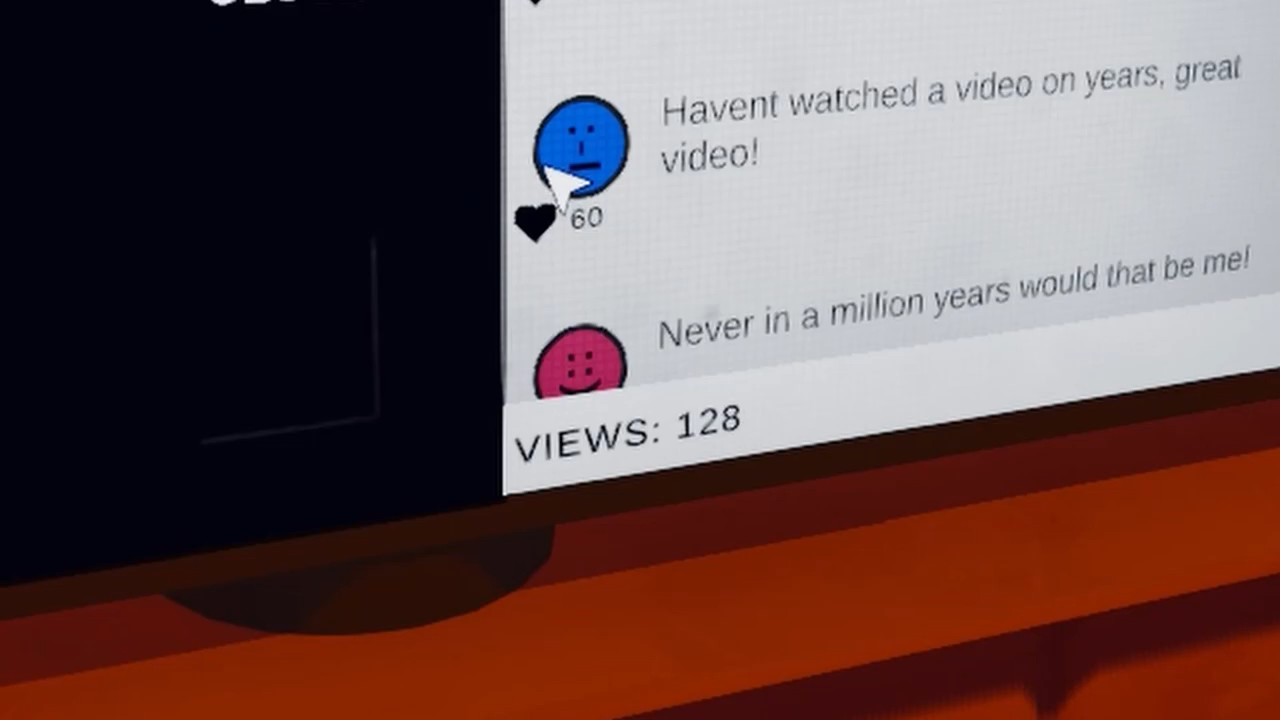 Havent watched a video on years, great
video!
60
Never in a million years would that be me!
VIEWS: 128